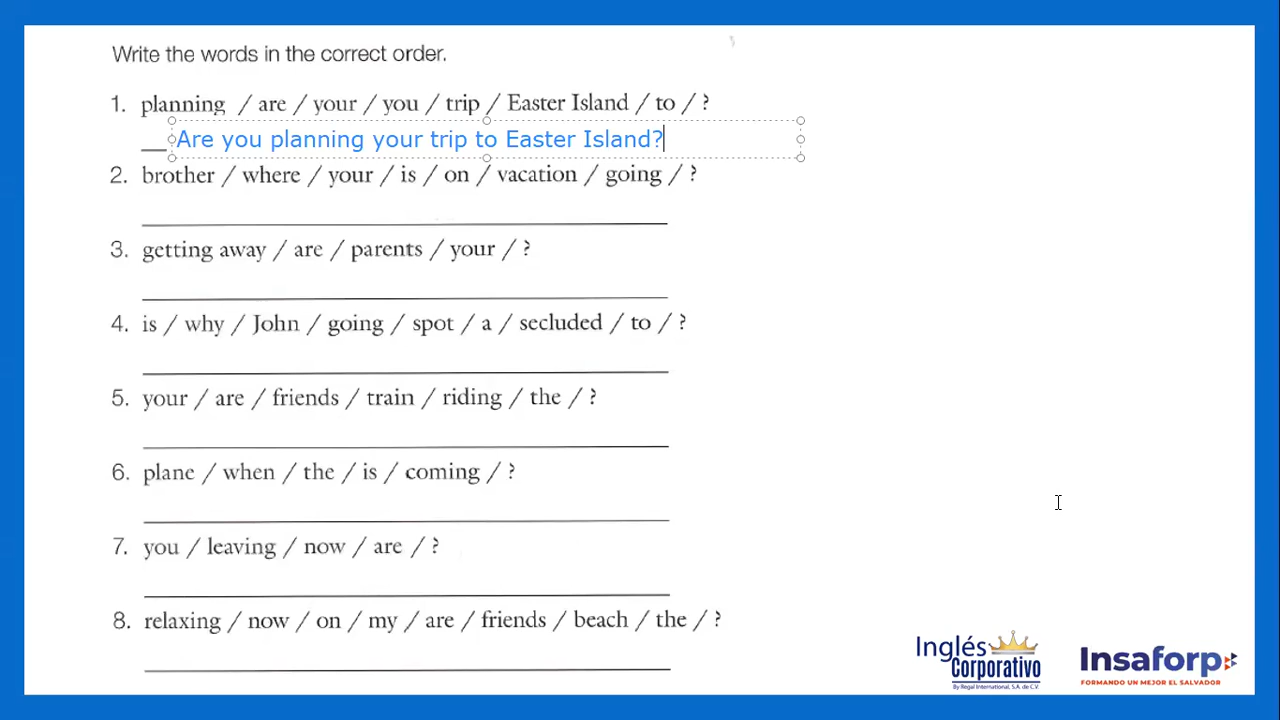 Write the words in the correct order.
1. planning / are / your / you / trip / Easter Island / to / ?
Are you planning your trip to Easter Island?
2. brother / where / your / is / on / vacation / going / ?
3. getting away / are / parents / your / ?
4. is / why / John / going / spot / a / secluded / to / ?
5. your / are / friends / train / riding / the / ?
6. plane / when / the / is / coming / ?
7. you / leaving / now / are / ?
8. relaxing / now / on / my / are / friends / beach / the / ?
Inglés
Corporativo
By Regal International, S.A. de C.V.
Insaforp
FORMANDO UN MEJOR EL SALVADOR